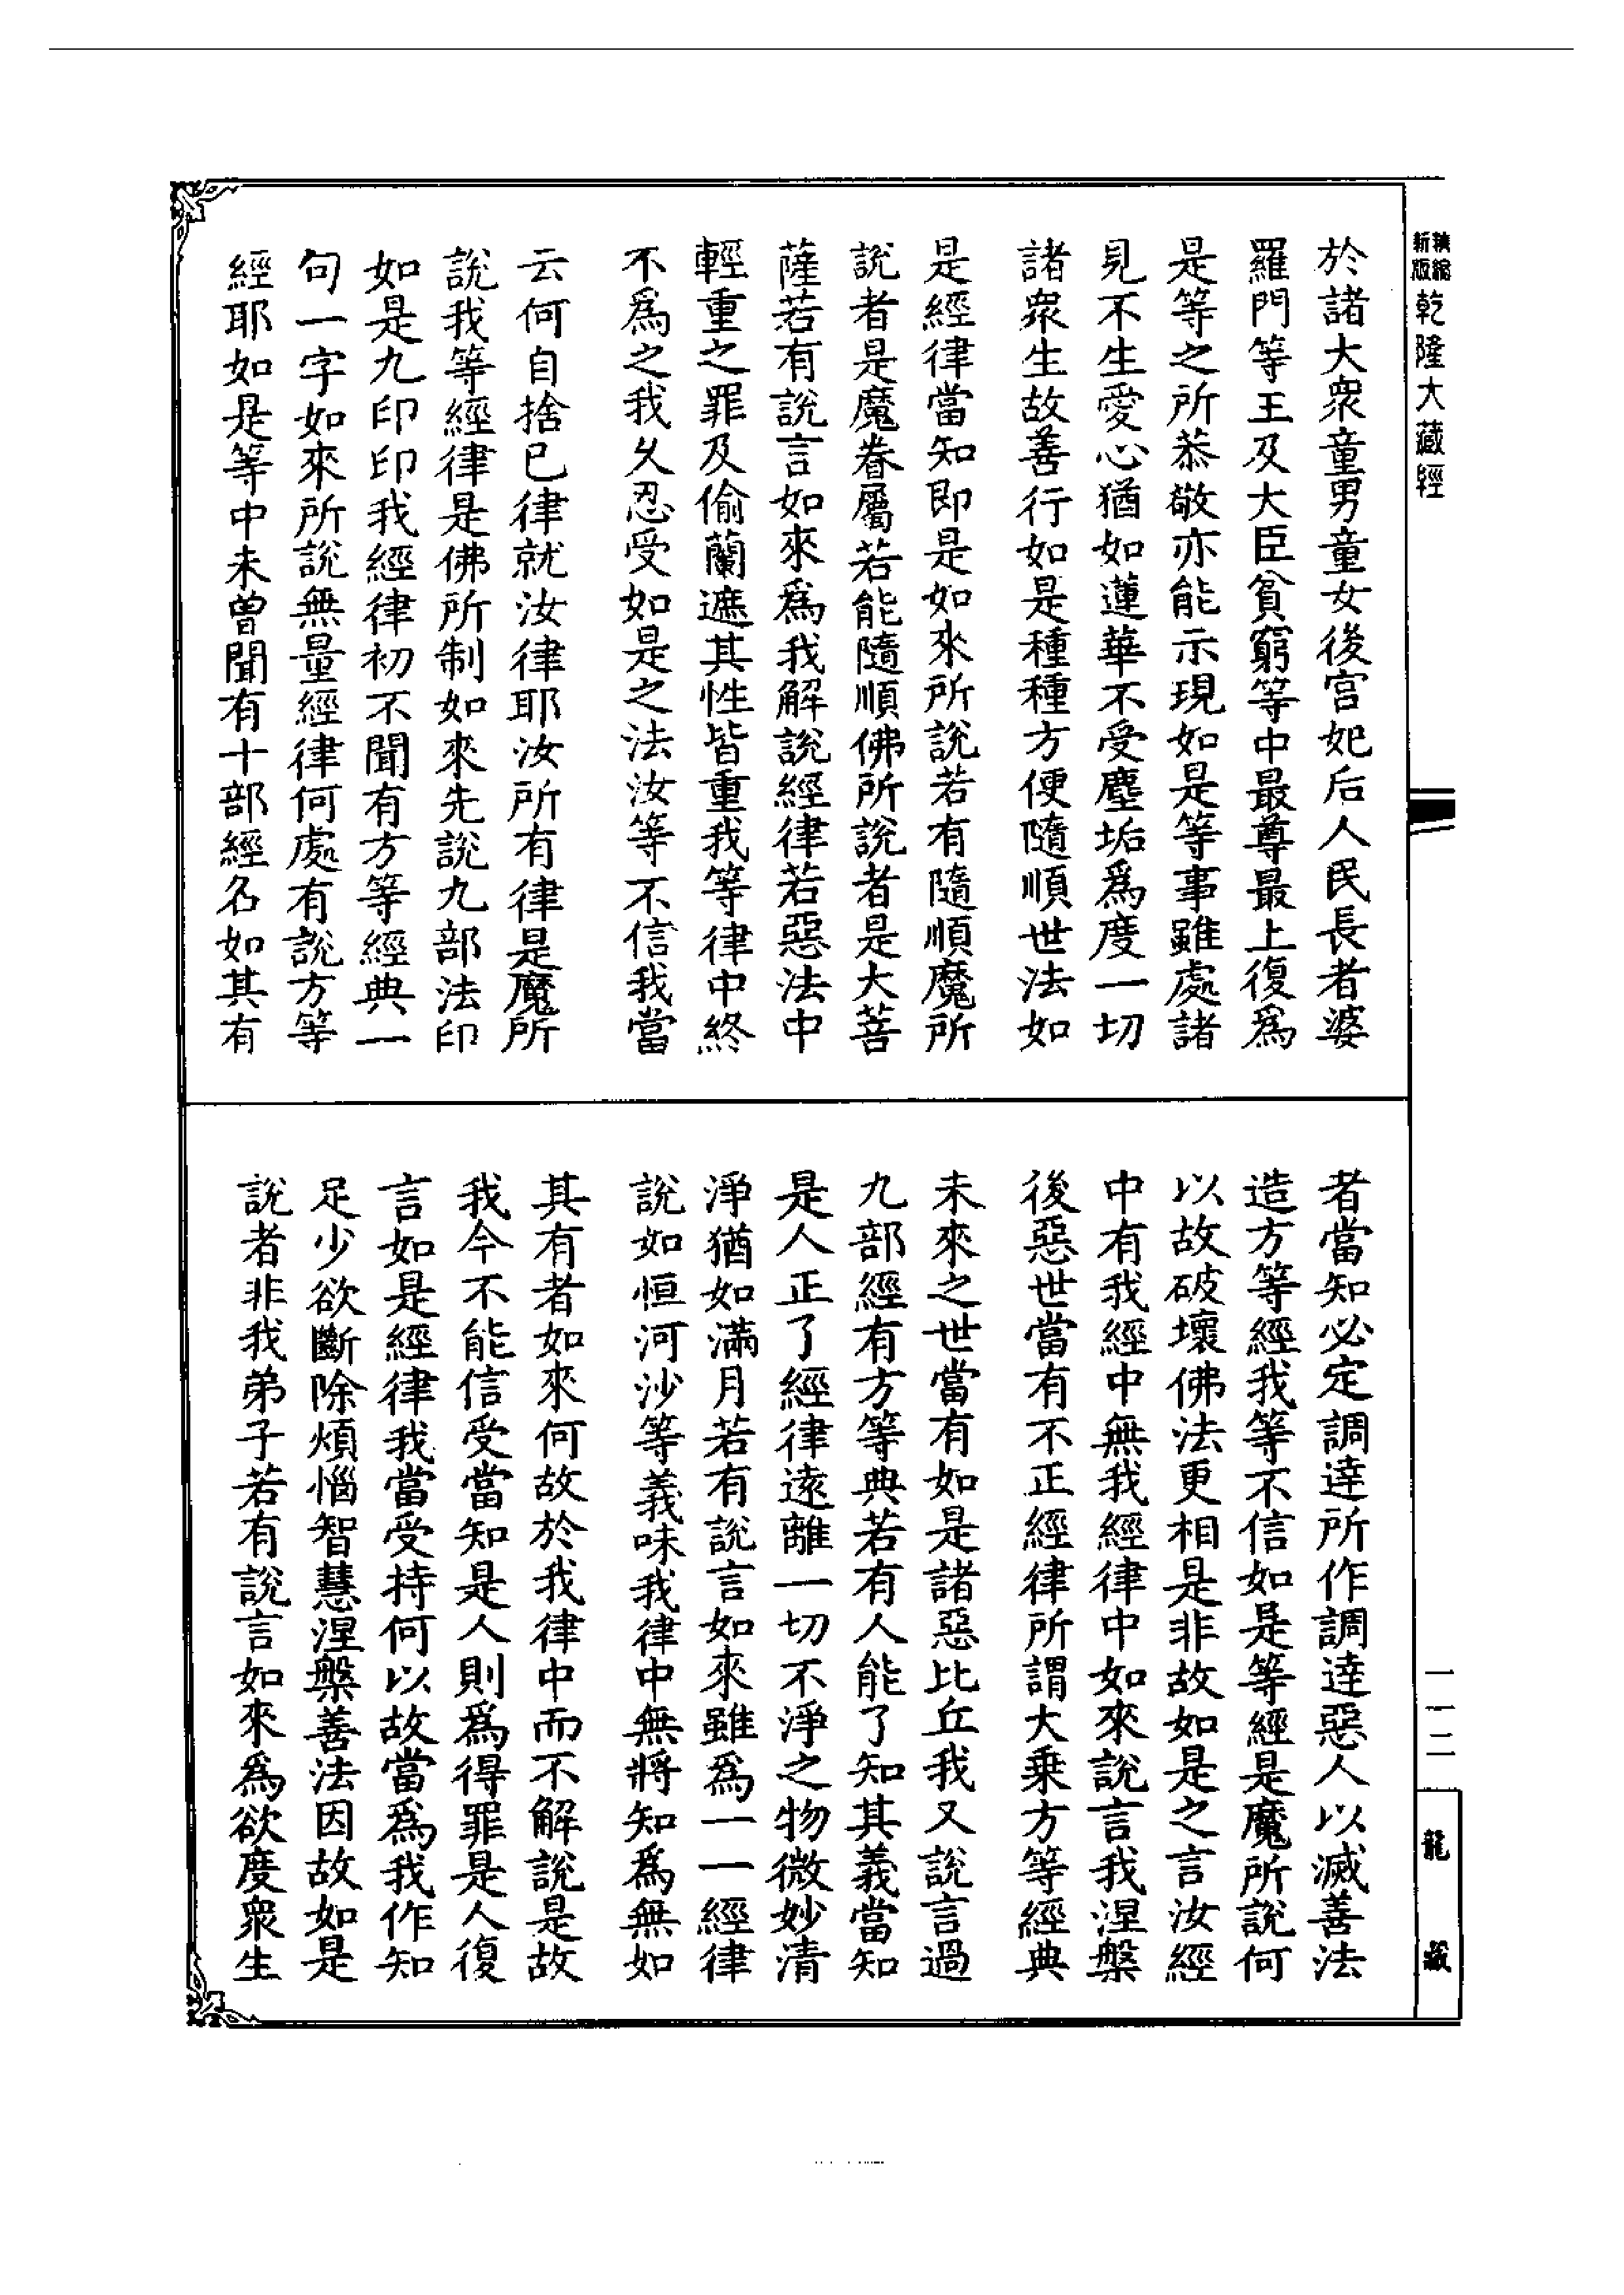 精縮新版乾隆大藏經
於諸大衆童男童女後宮妃后人民長者婆
羅門等王及大臣貧窮等中最尊最上復爲
是等之所恭敬亦能示現如是等事雖處諸
見不生愛心猶如蓮華不受塵垢爲度一切
諸衆生故善行如是種種方便隨順世法如
是經律當知即是如來所說若有隨順魔所
說者是魔眷屬若能隨順佛所說者是大菩
薩若有說言如來爲我解說經律若惡法中
輕重之罪及偷蘭遮其性皆重我等律中終
不爲之我久忍受如是之法汝等不信我當
云何自捨已律就汝律耶汝所有律是魔所
說我等經律是佛所制如來先說九部法印
如是九印印我經律初不聞有方等經典一
句一字如來所說無量經律何處有說方等
經耶如是等中未曾聞有十部經名如其有
者當知必定調達所作調達惡人以滅善法
造方等經我等不信如是等經是魔所說何
以故破壞佛法更相是非故如是之言汝經
中有我經中無我經律中如來說言我涅槃
後惡世當有不正經律所謂大乗方等經典
未來之世當有如是諸惡比丘我又說言過
九部經有方等典若有人能了知其義當知
是人正了經律遠離一切不淨之物微妙清
淨猶如滿月若有說言如來雖爲一一經律
說如恒河沙等義味我律中無將知爲無如
其有者如來何故於我律中而不解說是故
我今不能信受當知是人則爲得罪是人復
言如是經律我當受持何以故當爲我作知
足少欲斷除煩惱智慧涅槃善法因故如是
說者非我弟子若有說言如來爲欲度衆生
一一二
龍藏